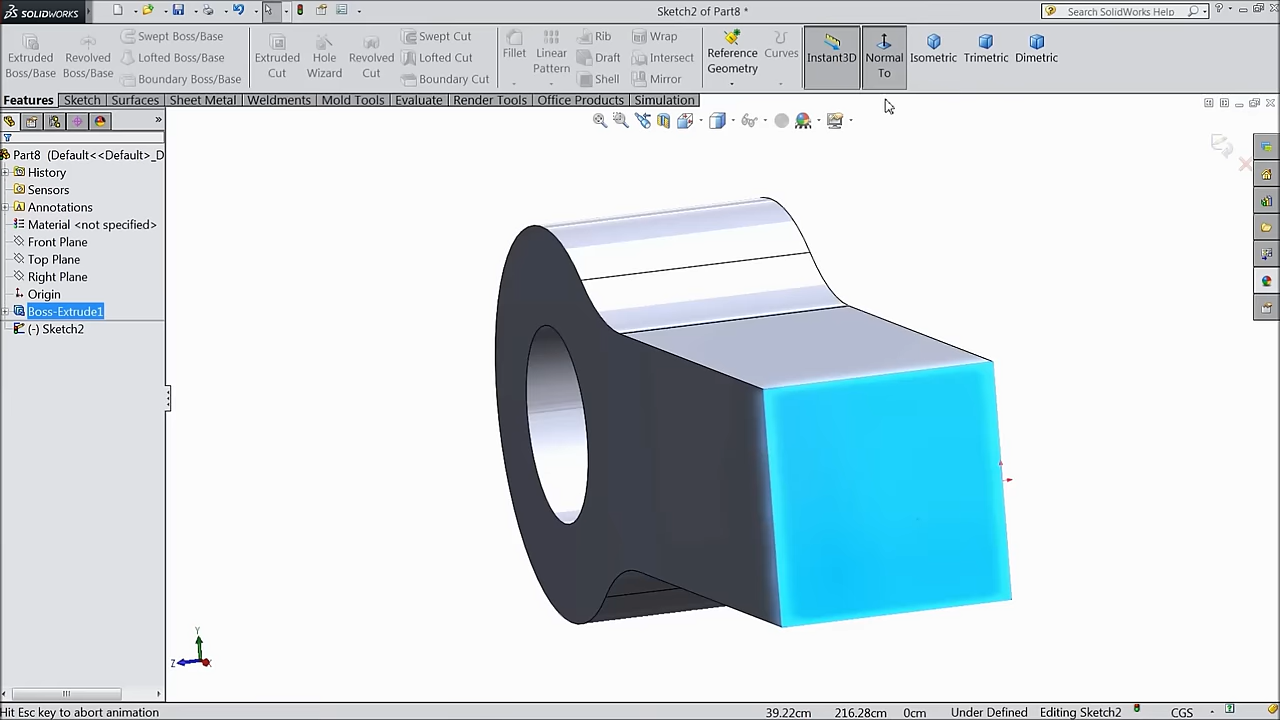 SOLIDWORKS
Sketch2 of Part8 *
Search SolidWorks Help
Extruded Boss/Base
Revolved Boss/Base
Swept Boss/Base
Lofted Boss/Base
Boundary Boss/Base
Extruded Cut
Hole Wizard
Revolved Cut
Swept Cut
Lofted Cut
Boundary Cut
Fillet
Linear Pattern
Rib
Draft
Shell
Wrap
Intersect
Mirror
Reference Geometry
Curves
Instant3D
Normal To
Isometric
Trimetric
Dimetric
Features Sketch Surfaces Sheet Metal Weldments Mold Tools Evaluate Render Tools Office Products Simulation
Part8 (Default<<Default>_D
History
Sensors
Annotations
Material <not specified>
Front Plane
Top Plane
Right Plane
Origin
Boss-Extrude1
(-) Sketch2
Y
Z
X
Hit Esc key to abort animation
39.22cm 216.28cm 0cm Under Defined Editing Sketch2 CGS